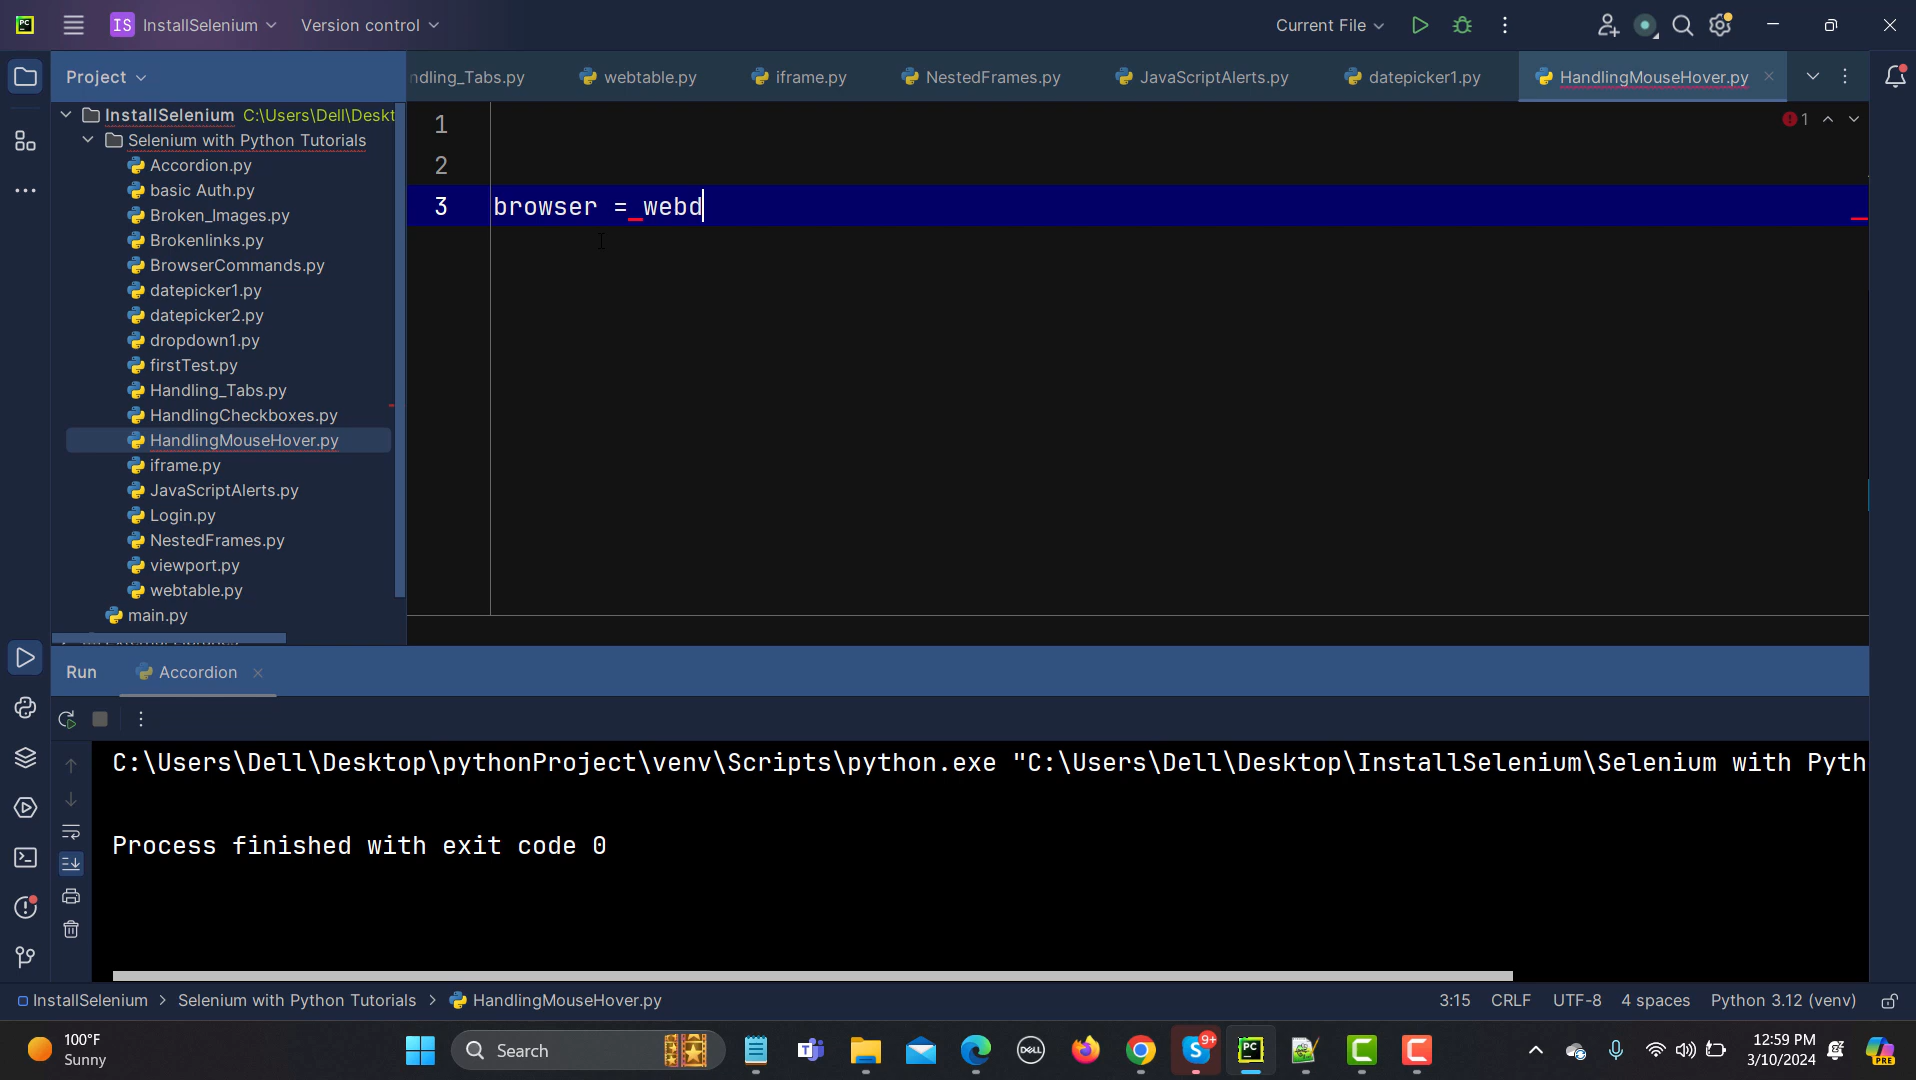 PC
IS InstallSelenium
Version control
Current File
Project
ndling_Tabs.py
webtable.py
iframe.py
NestedFrames.py
JavaScriptAlerts.py
datepicker1.py
HandlingMouseHover.py
InstallSelenium C:\Users\Dell\Deskt
Selenium with Python Tutorials
Accordion.py
basic Auth.py
Broken_Images.py
Brokenlinks.py
BrowserCommands.py
datepicker1.py
datepicker2.py
dropdown1.py
firstTest.py
Handling_Tabs.py
HandlingCheckboxes.py
HandlingMouseHover.py
iframe.py
JavaScriptAlerts.py
Login.py
NestedFrames.py
viewport.py
webtable.py
main.py
1
1
2
3 browser = webd
Run
Accordion
C:\Users\Dell\Desktop\pythonProject\venv\Scripts\python.exe "C:\Users\Dell\Desktop\InstallSelenium\Selenium with Pyth
Process finished with exit code 0
InstallSelenium > Selenium with Python Tutorials > HandlingMouseHover.py
3:15 CRLF UTF-8 4 spaces Python 3.12 (venv)
100°F
Sunny
Search
DELL
9+
PC
12:59 PM
3/10/2024
PRE